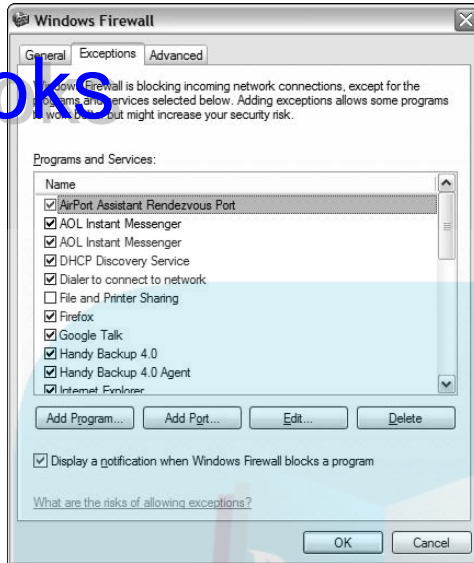 Windows Firewall
General Exceptions Advanced
oks
Windows Firewall is blocking incoming network connections, except for the
programs and services selected below. Adding exceptions allows some programs
to work better but might increase your security risk.
Programs and Services:
Name
AirPort Assistant Rendezvous Port
AOL Instant Messenger
AOL Instant Messenger
DHCP Discovery Service
Dialer to connect to network
File and Printer Sharing
Firefox
Google Talk
Handy Backup 4.0
Handy Backup 4.0 Agent
Internet Explorer
Add Program... Add Port... Edit... Delete
Display a notification when Windows Firewall blocks a program
What are the risks of allowing exceptions?
OK Cancel